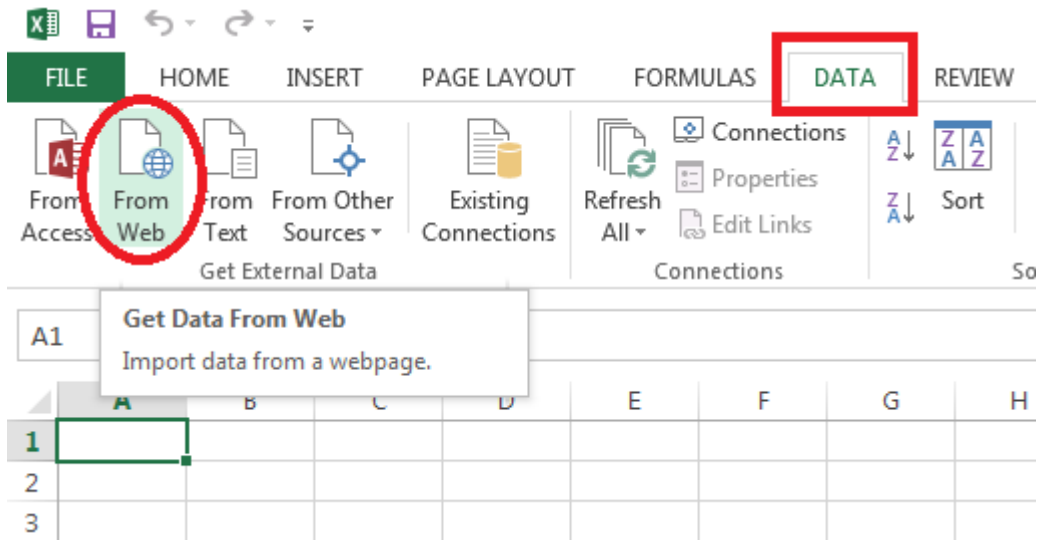 FILE HOME INSERT PAGE LAYOUT FORMULAS DATA REVIEW
From Access
From Web
From Text
From Other Sources
Existing Connections
Refresh All
Connections
Properties
Edit Links
Sort
Get External Data
Connections
So
Get Data From Web
Import data from a webpage.
A1
A B C D E F G H
1
2
3